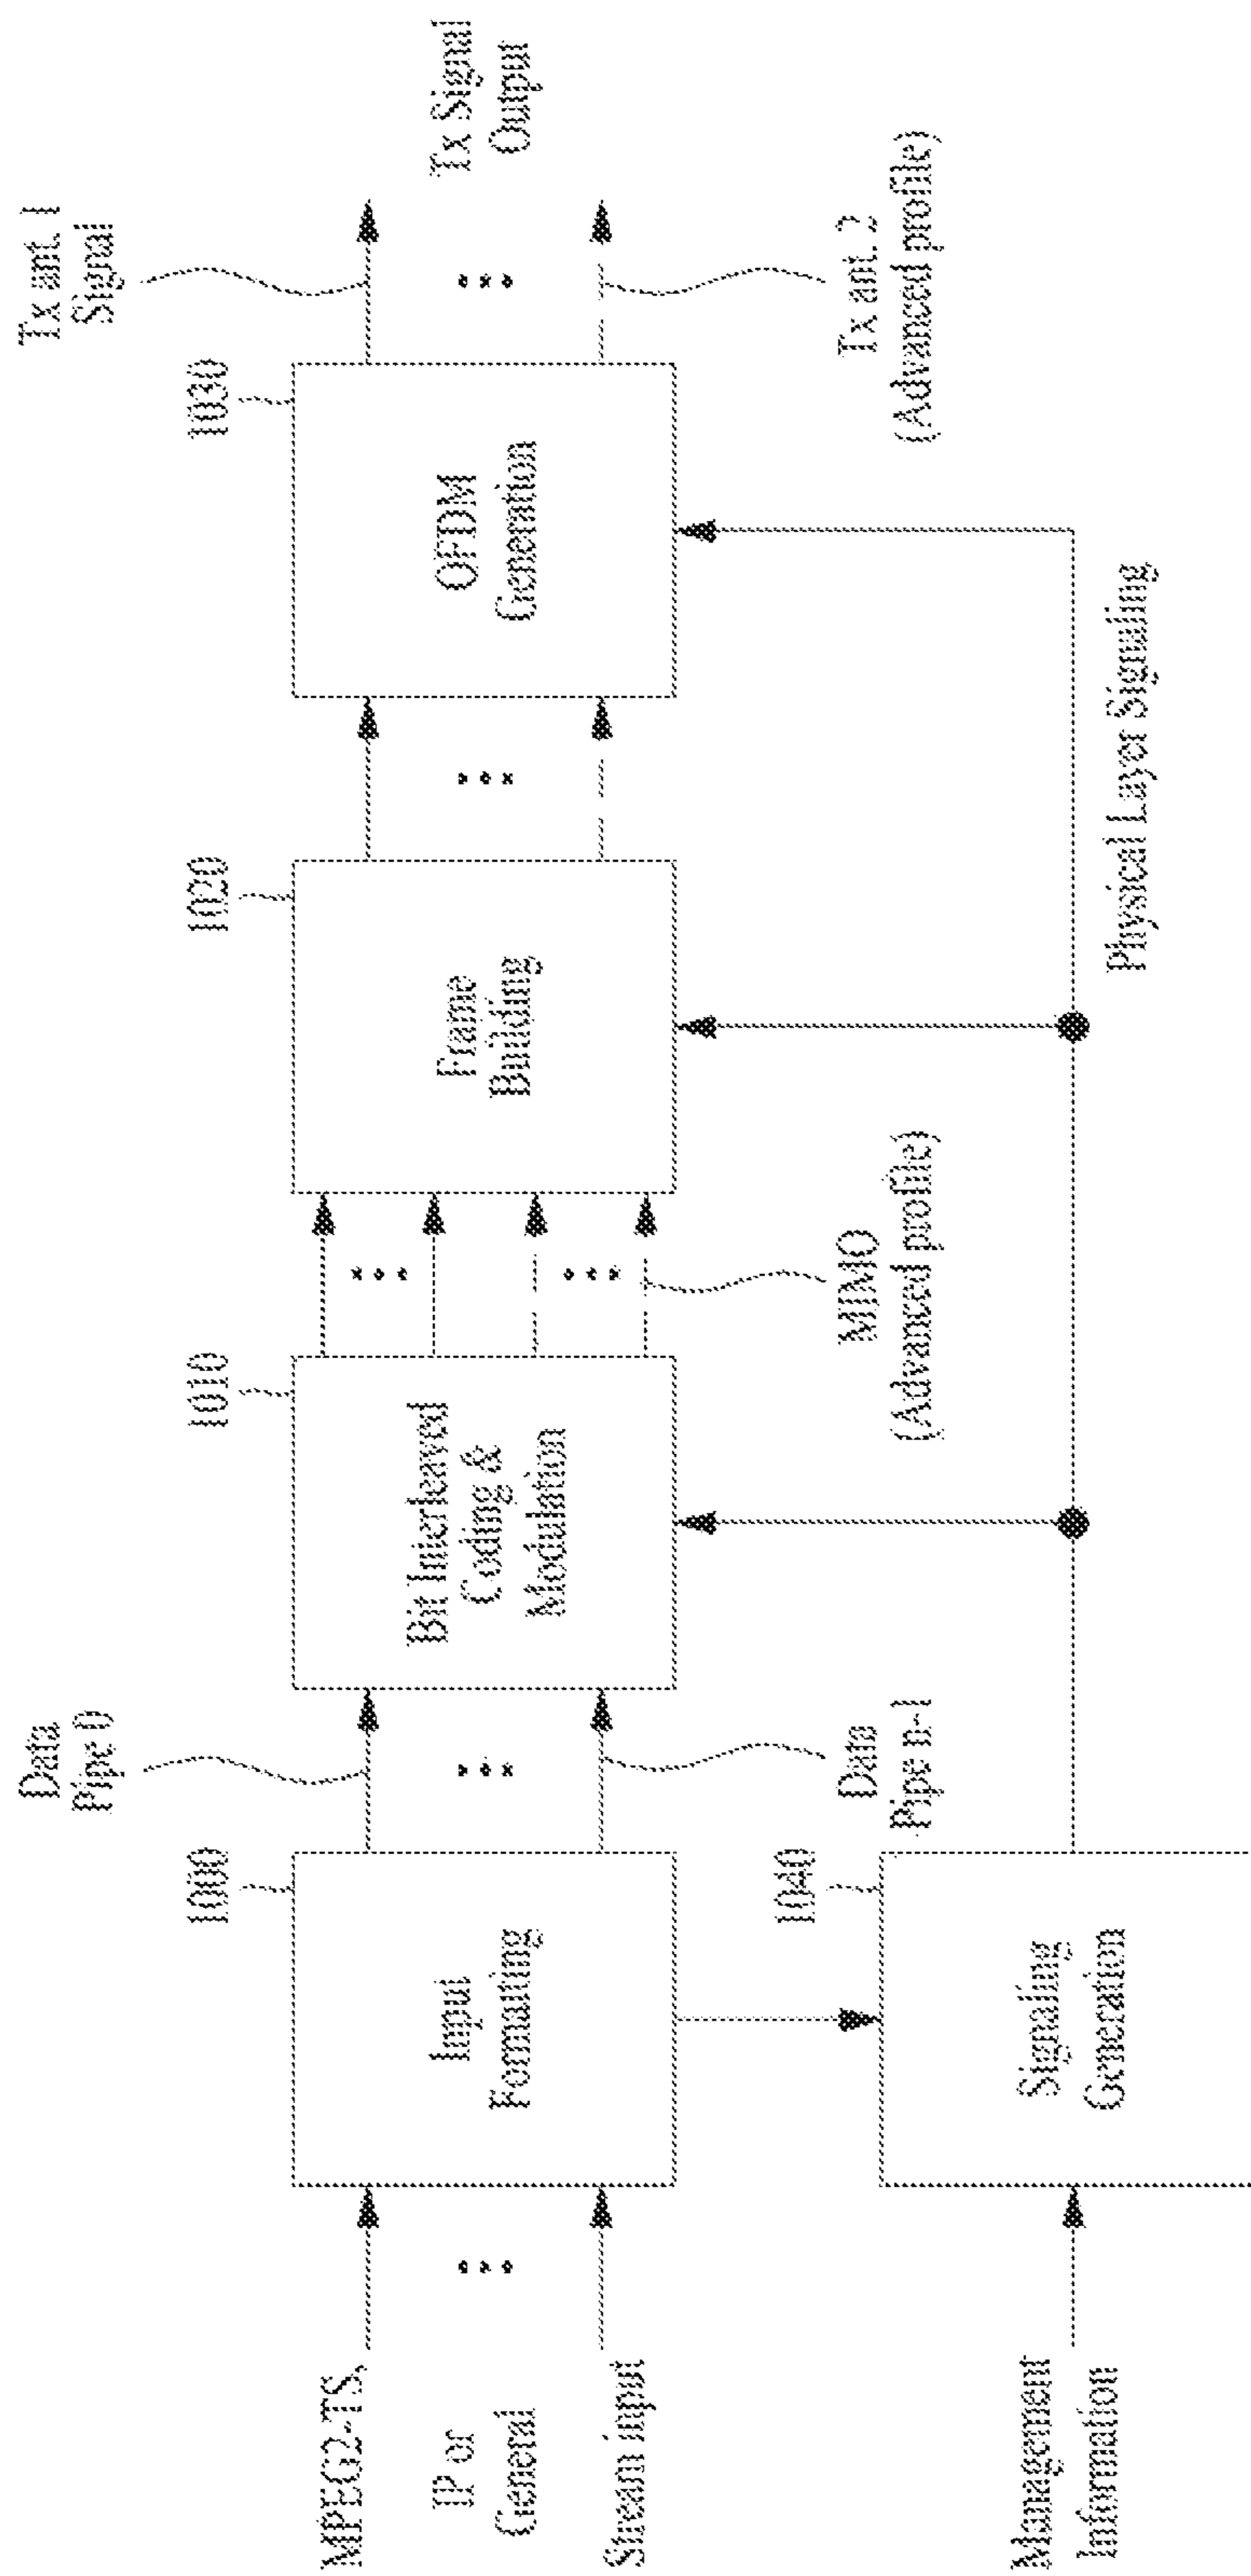 MPEG2-TS,
IP or
General
Stream input
Management
Information
1000
Input
Formatting
1040
Signaling
Generation
Data
Pipe 0
Data
Pipe n-1
1010
Bit Interleaved
Coding &
Modulation
MIMO
(Advanced profile)
1020
Frame
Building
Physical Layer Signaling
1030
OFDM
Generation
Tx ant. 1
Signal
Tx ant. 2
(Advanced profile)
Tx Signal
Output